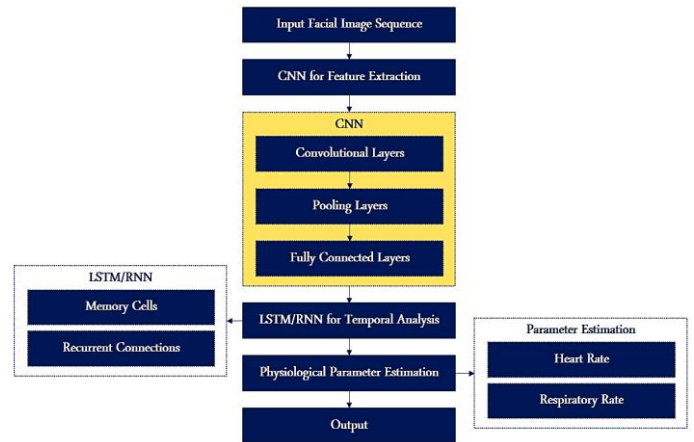 Input Facial Image Sequence
CNN for Feature Extraction
CNN
Convolutional Layers
Pooling Layers
Fully Connected Layers
LSTM/RNN
Memory Cells
Recurrent Connections
LSTM/RNN for Temporal Analysis
Physiological Parameter Estimation
Parameter Estimation
Heart Rate
Respiratory Rate
Output